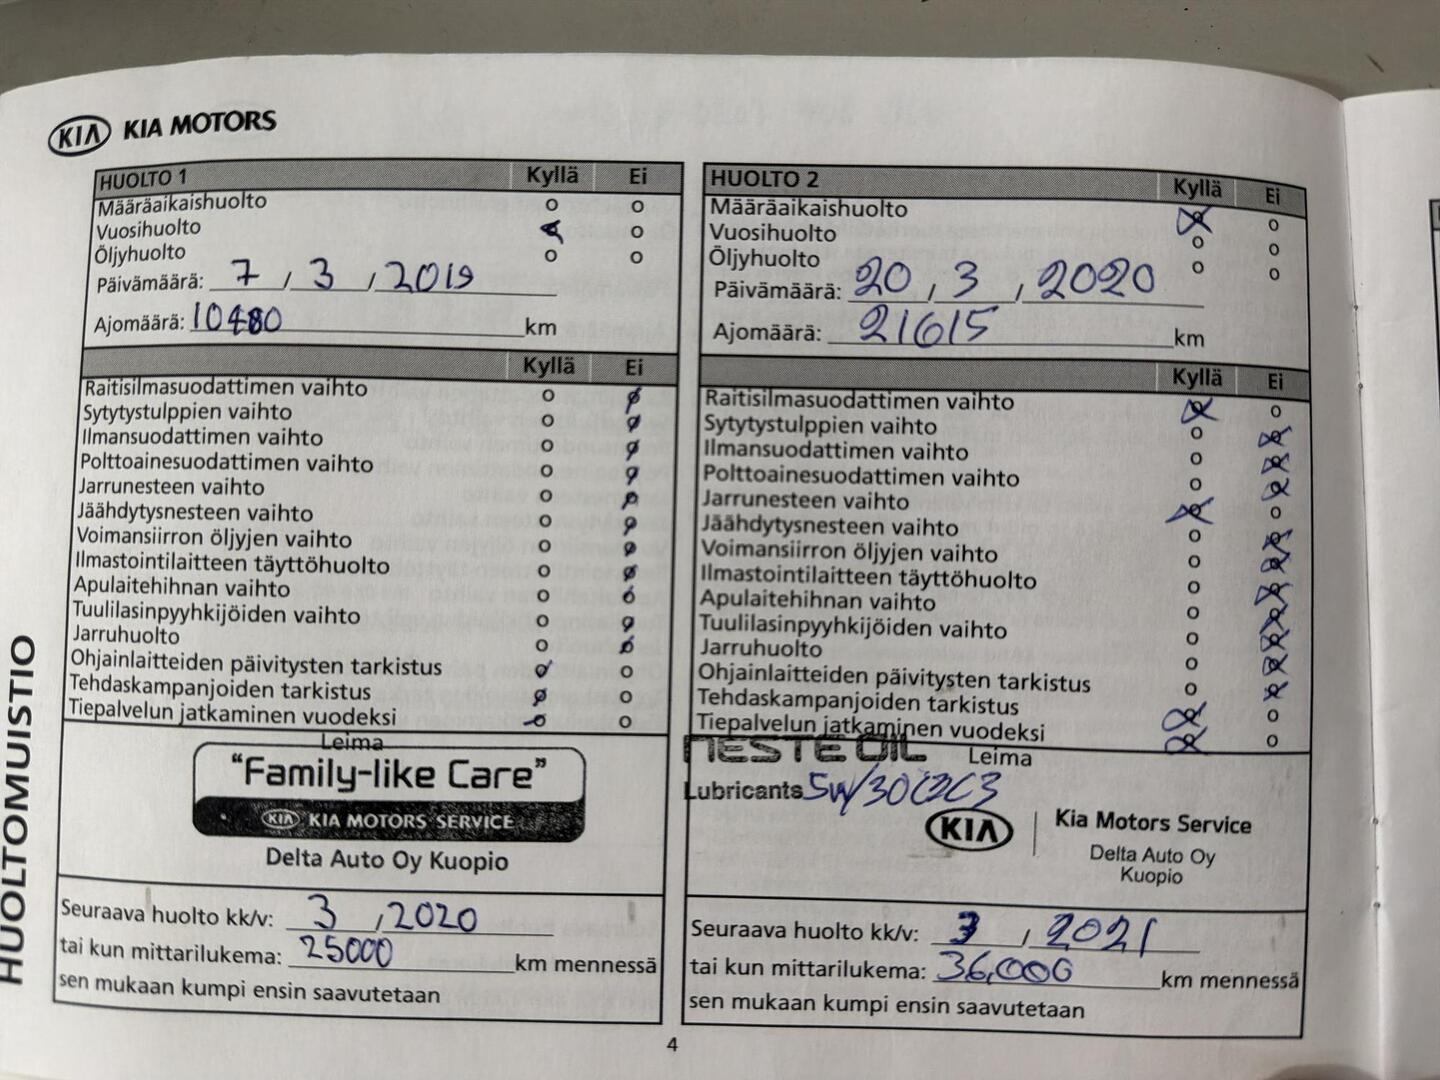 KIA KIA MOTORS
HUOLTO 1 Kyllä Ei
Määräaikaishuolto o o
Vuosihuolto o
Öljyhuolto o o
Päivämäärä: 7 / 3 / 2019
Ajomäärä: 10480 km
Kyllä Ei
Raitisilmasuodattimen vaihto o
Sytytystulppien vaihto o
Ilmansuodattimen vaihto o
Polttoainesuodattimen vaihto o
Jarrunesteen vaihto o
Jäähdytysnesteen vaihto o
Voimansiirron öljyjen vaihto o
Ilmastointilaitteen täyttöhuolto o
Apulaitehihnan vaihto o
Tuulilasinpyyhkijöiden vaihto o
Jarruhuolto o
Ohjainlaitteiden päivitysten tarkistus o
Tehdaskampanjoiden tarkistus o
Tiepalvelun jatkaminen vuodeksi o
Leima
"Family-like Care"
KIA KIA MOTORS SERVICE
Delta Auto Oy Kuopio
Seuraava huolto kk/v: 3 , 2020
tai kun mittarilukema: 25000 km mennessä
sen mukaan kumpi ensin saavutetaan
HUOLTO 2 Kyllä Ei
Määräaikaishuolto o
Vuosihuolto o o
Öljyhuolto o o
Päivämäärä: 20 / 3 / 2020
Ajomäärä: 21615 km
Kyllä Ei
Raitisilmasuodattimen vaihto o
Sytytystulppien vaihto o
Ilmansuodattimen vaihto o
Polttoainesuodattimen vaihto o
Jarrunesteen vaihto o
Jäähdytysnesteen vaihto o
Voimansiirron öljyjen vaihto o
Ilmastointilaitteen täyttöhuolto o
Apulaitehihnan vaihto o
Tuulilasinpyyhkijöiden vaihto o
Jarruhuolto o
Ohjainlaitteiden päivitysten tarkistus o
Tehdaskampanjoiden tarkistus o
Tiepalvelun jatkaminen vuodeksi o
NESTE OIL Leima
Lubricants 5W/30 C2C3
KIA Kia Motors Service
Delta Auto Oy
Kuopio
Seuraava huolto kk/v: 3 , 2021
tai kun mittarilukema: 36.000 km mennessä
sen mukaan kumpi ensin saavutetaan
HUOLTOMUISTIO
4